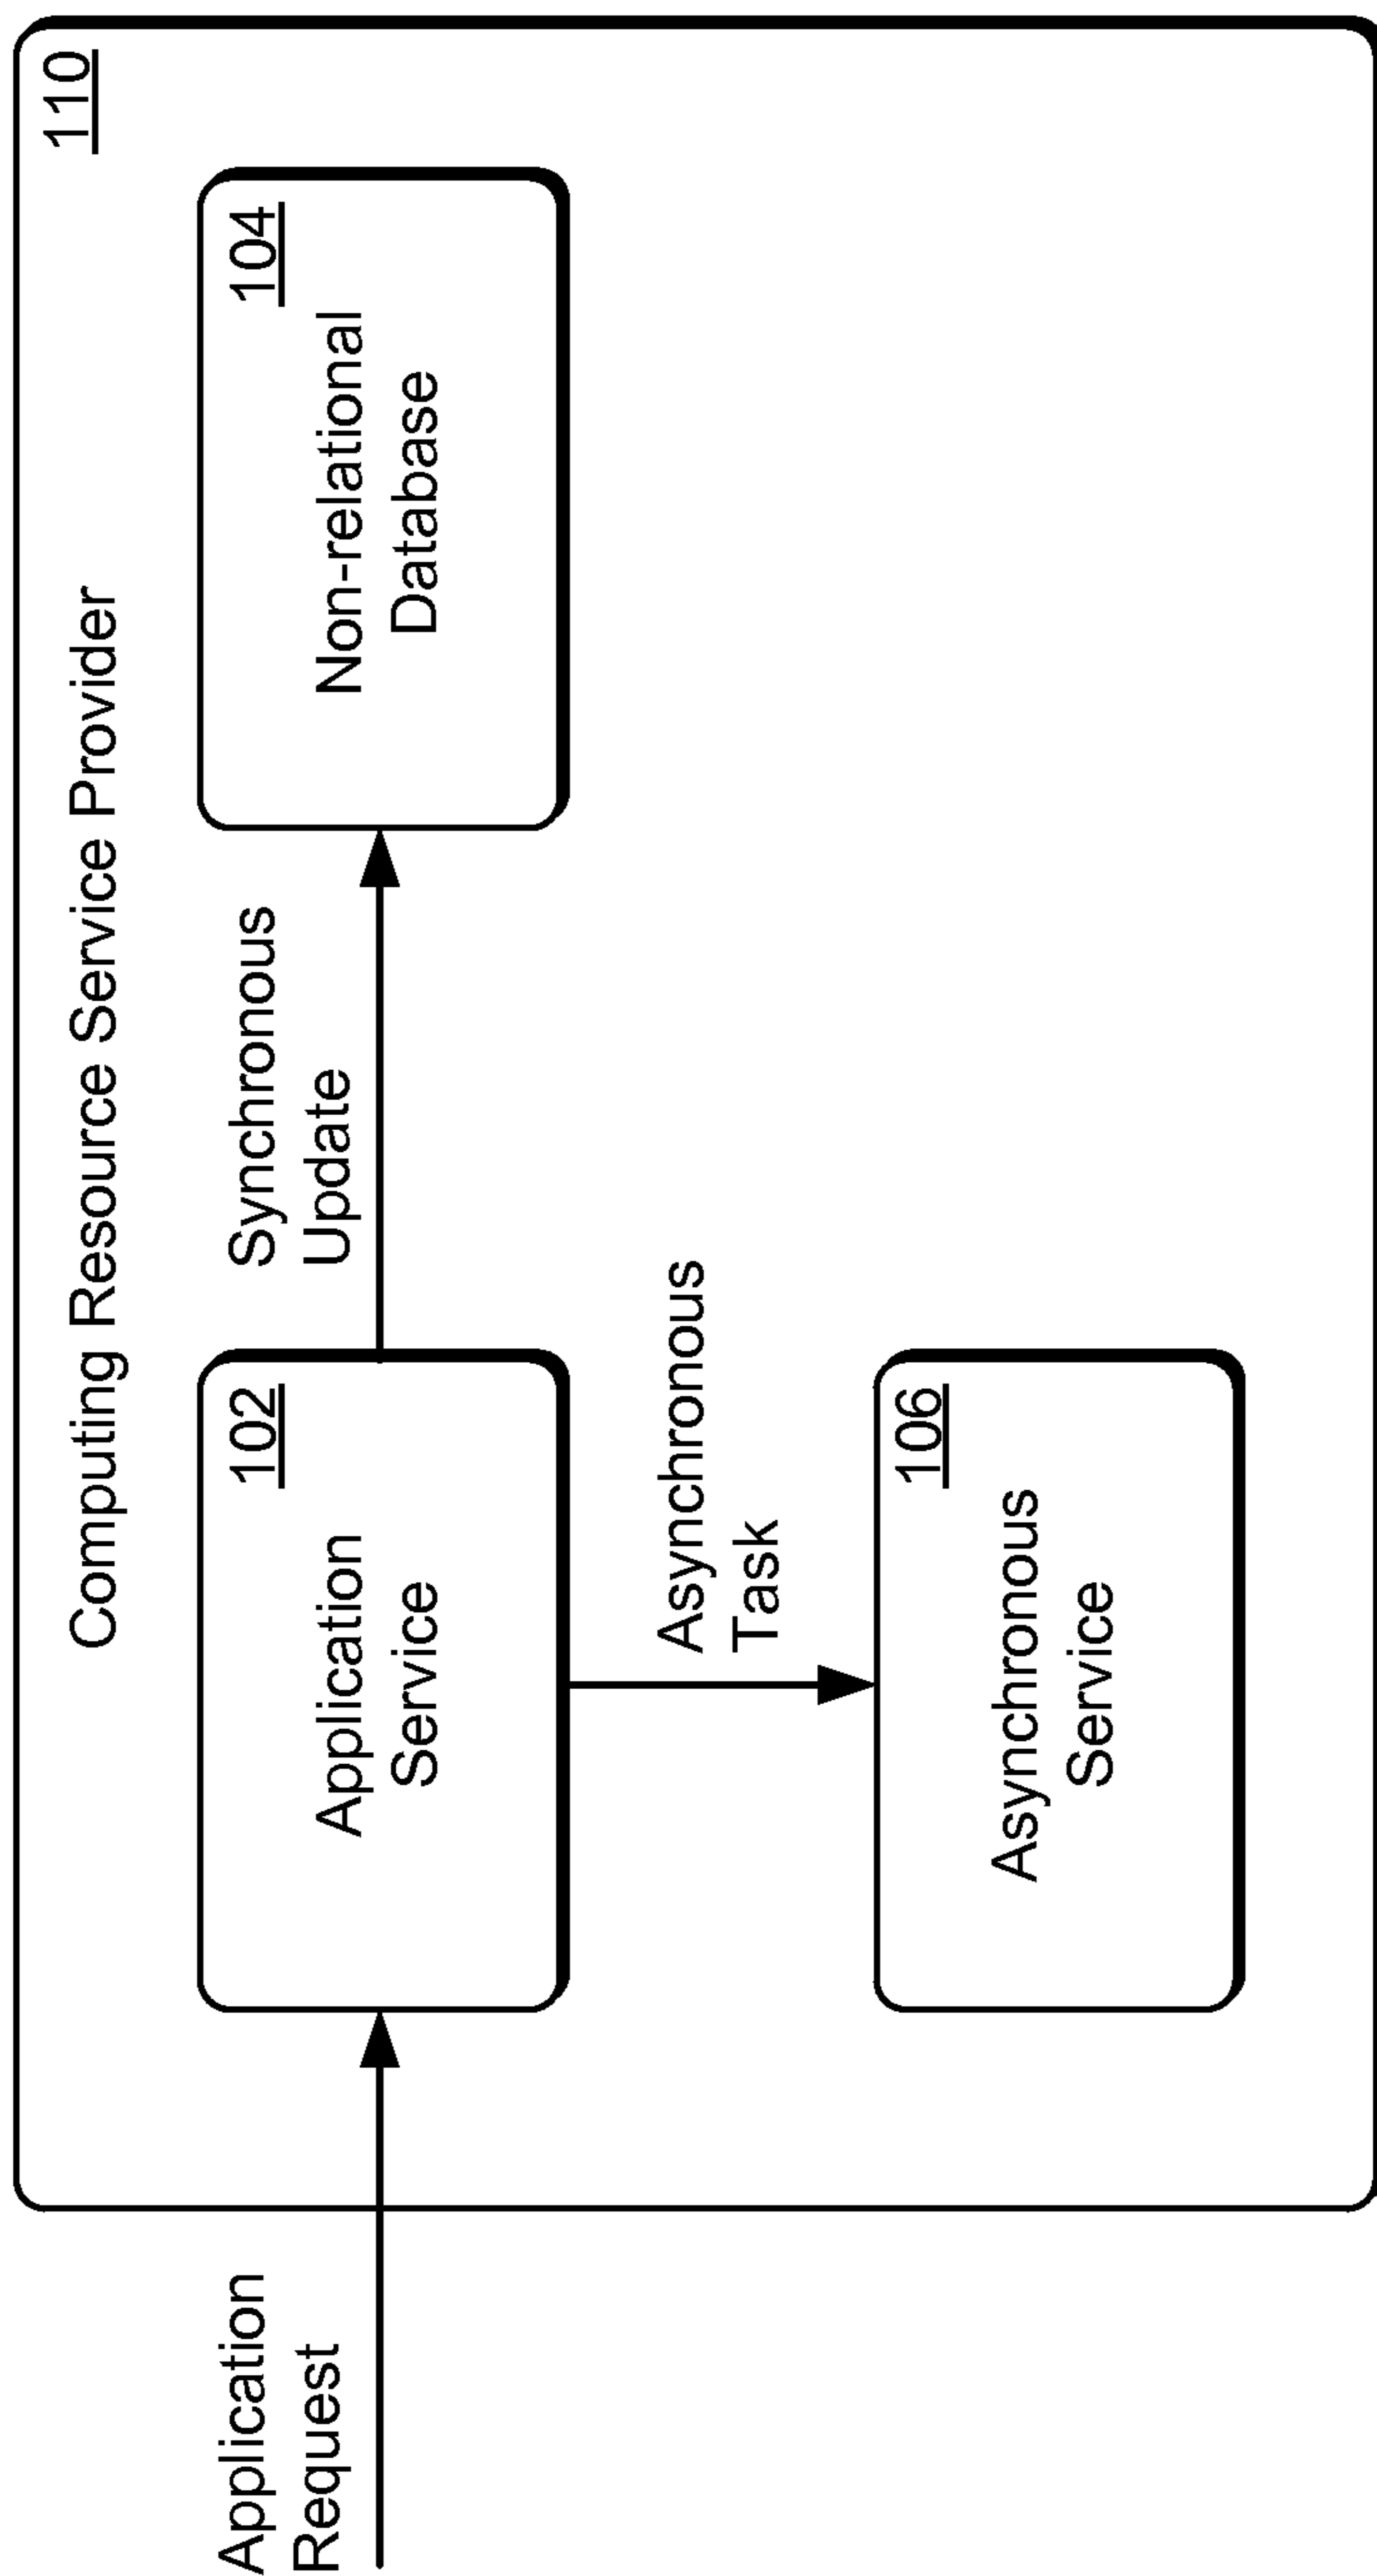 110
Computing Resource Service Provider
Application
Request
102
Application
Service
Synchronous
Update
104
Non-relational
Database
Asynchronous
Task
106
Asynchronous
Service